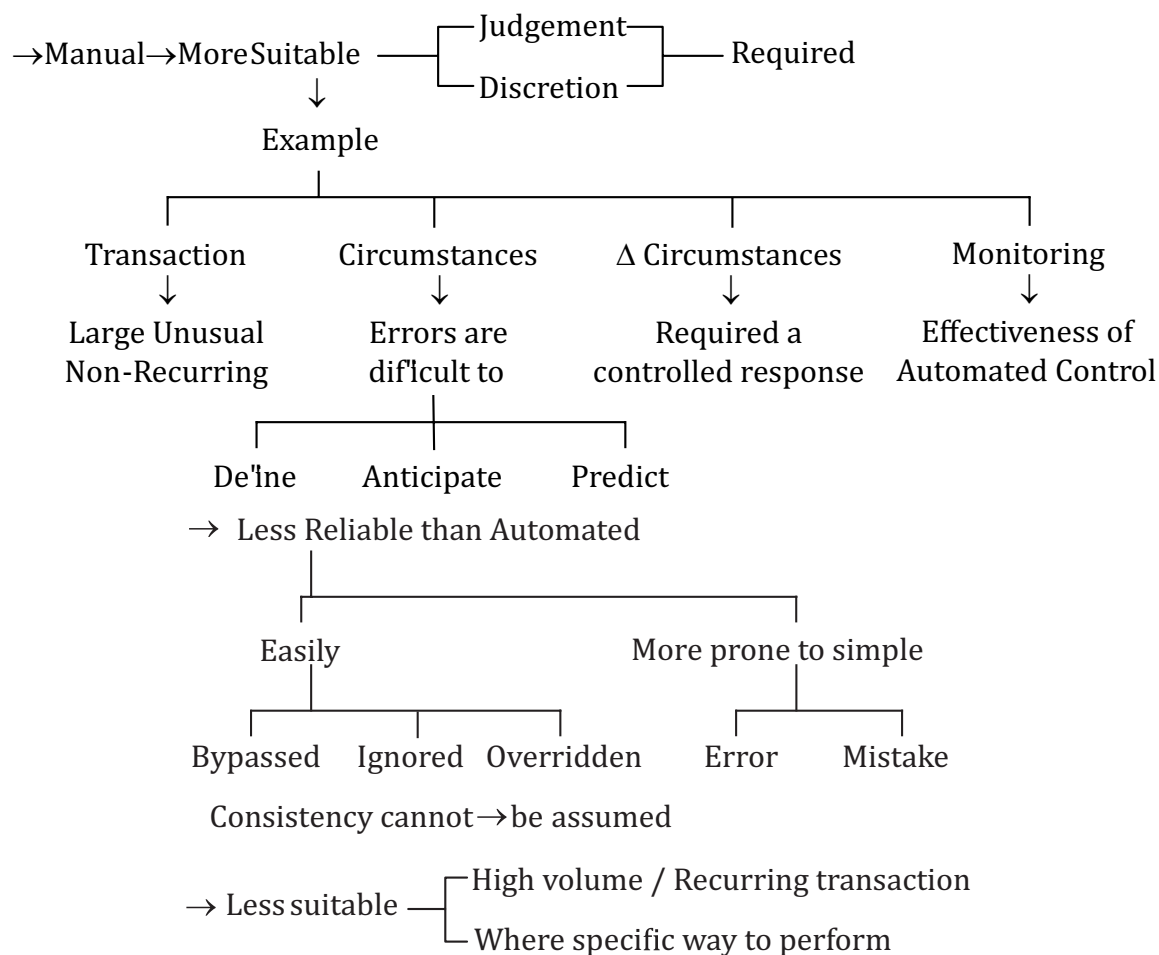 Judgement
→Manual→More Suitable Required
Discretion
↓
Example
Transaction Circumstances Δ Circumstances Monitoring
↓ ↓ ↓ ↓
Large Unusual Errors are Required a Effectiveness of
Non-Recurring dif'icult to controlled response Automated Control
De'ine Anticipate Predict
→ Less Reliable than Automated
Easily More prone to simple
Bypassed Ignored Overridden Error Mistake
Consistency cannot→be assumed
High volume / Recurring transaction
→ Less suitable
Where specific way to perform